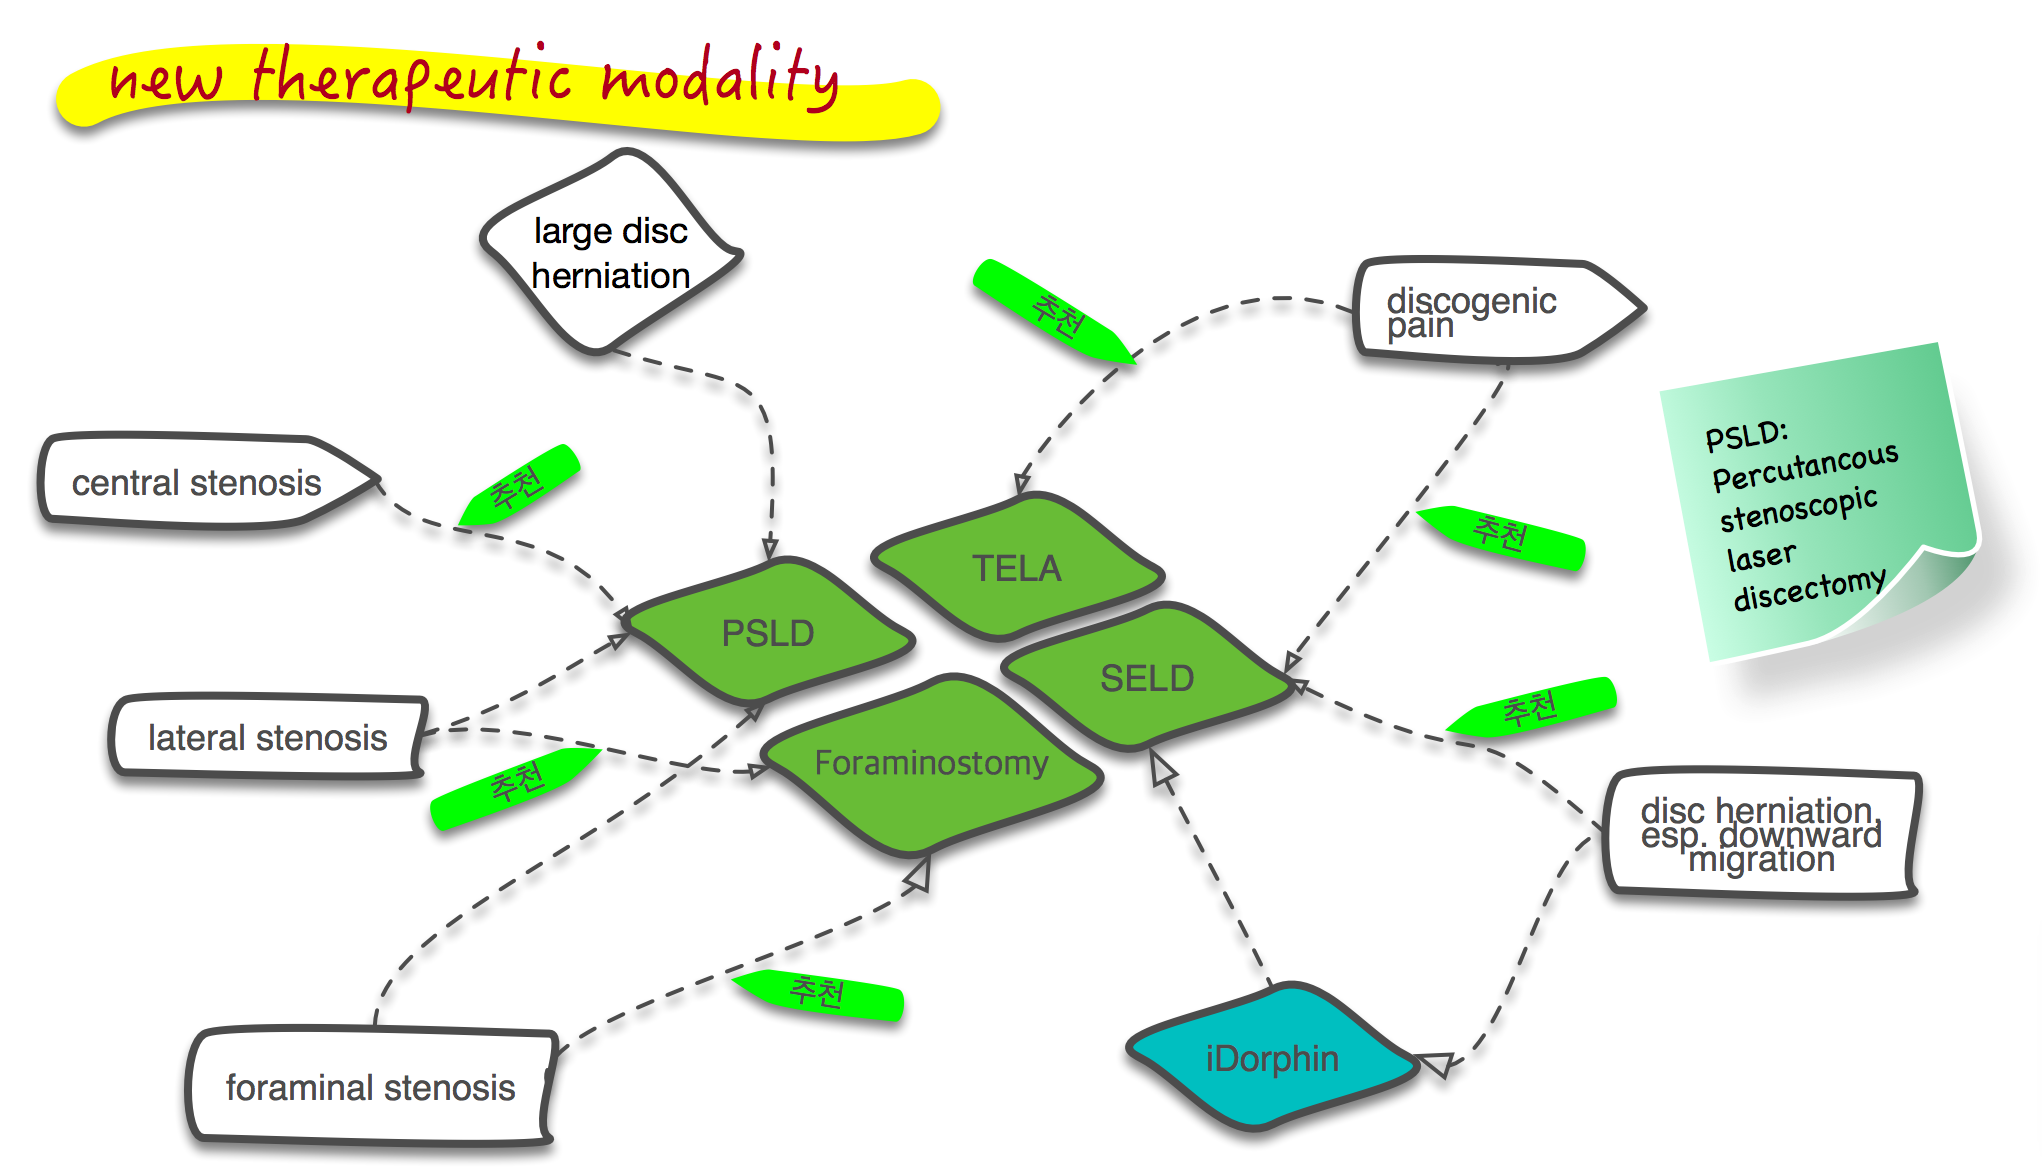 new therapeutic modality
large disc
herniation
추천
discogenic
pain
central stenosis
추천
PSLD:
Percutancous
stenoscopic
laser
discectomy
TELA
추천
PSLD
SELD
lateral stenosis
추천
Foraminostomy
추천
disc herniation,
esp. downward
migration
추천
foraminal stenosis
iDorphin